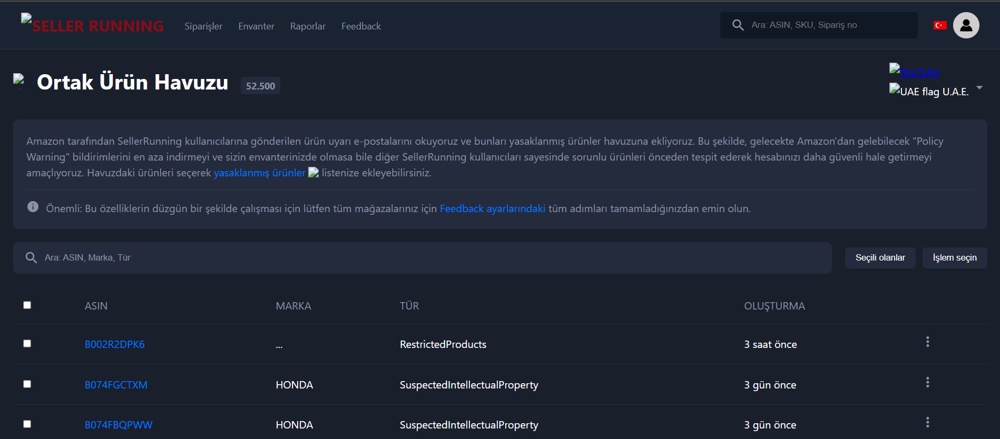 SELLER RUNNING
Siparişler
Envanter
Raporlar
Feedback
Ara: ASIN, SKU, Sipariş no
Ortak Ürün Havuzu
52.500
YouTube
UAE flag U.A.E.
Amazon tarafından SellerRunning kullanıcılarına gönderilen ürün uyarı e-postalarını okuyoruz ve bunları yasaklanmış ürünler havuzuna ekliyoruz. Bu şekilde, gelecekte Amazon'dan gelebilecek "Policy
Warning" bildirimlerini en aza indirmeyi ve sizin envanterinizde olmasa bile diğer SellerRunning kullanıcıları sayesinde sorunlu ürünleri önceden tespit ederek hesabınızı daha güvenli hale getirmeyi
amaçlıyoruz. Havuzdaki ürünleri seçerek yasaklanmış ürünler listenize ekleyebilirsiniz.
Önemli: Bu özelliklerin düzgün bir şekilde çalışması için lütfen tüm mağazalarınız için Feedback ayarlarındaki tüm adımları tamamladığınızdan emin olun.
Ara: ASIN, Marka, Tür
Seçili olanlar
İşlem seçin
ASIN MARKA TÜR OLUŞTURMA
B002R2DPK6 ... RestrictedProducts 3 saat önce
B074FGCTXM HONDA SuspectedIntellectualProperty 3 gün önce
B074FBQPWW HONDA SuspectedIntellectualProperty 3 gün önce